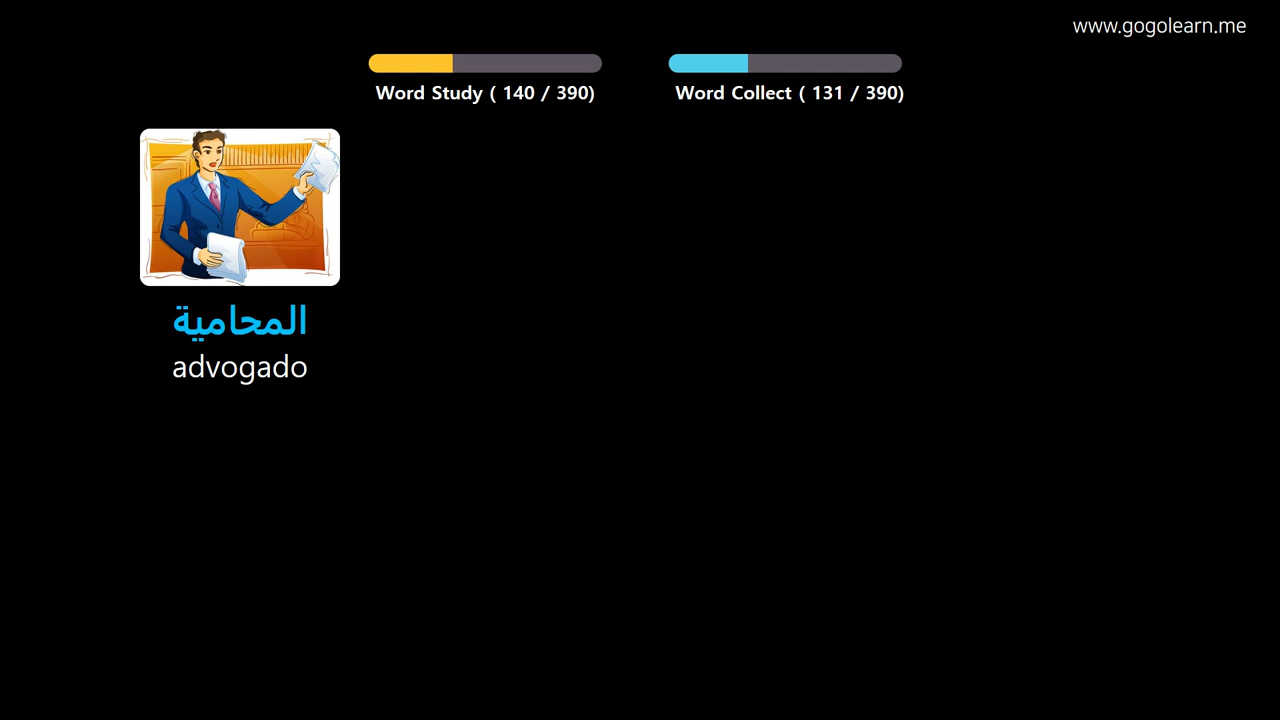 www.gogolearn.me
Word Study ( 140 / 390)
Word Collect ( 131 / 390)
المحامية
advogado